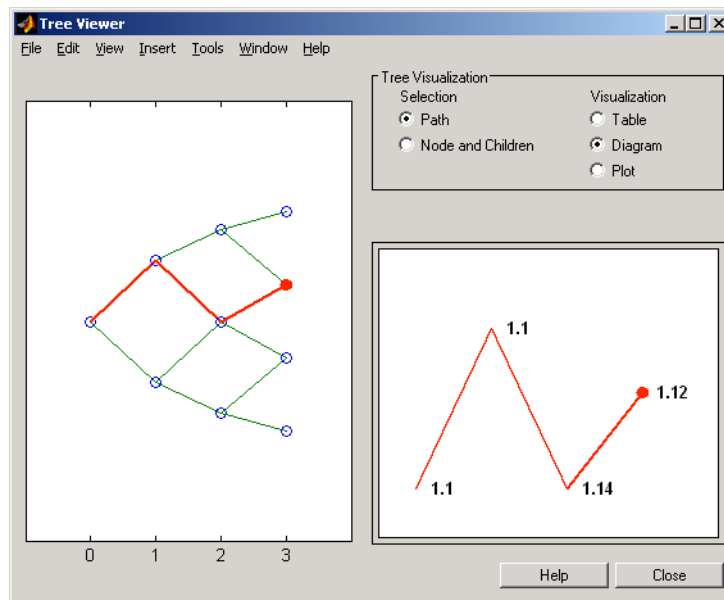 Tree Viewer
File Edit View Insert Tools Window Help
Tree Visualization
Selection
Visualization
Path
Table
Node and Children
Diagram
Plot
1.1
1.12
1.1
1.14
0 1 2 3
Help Close